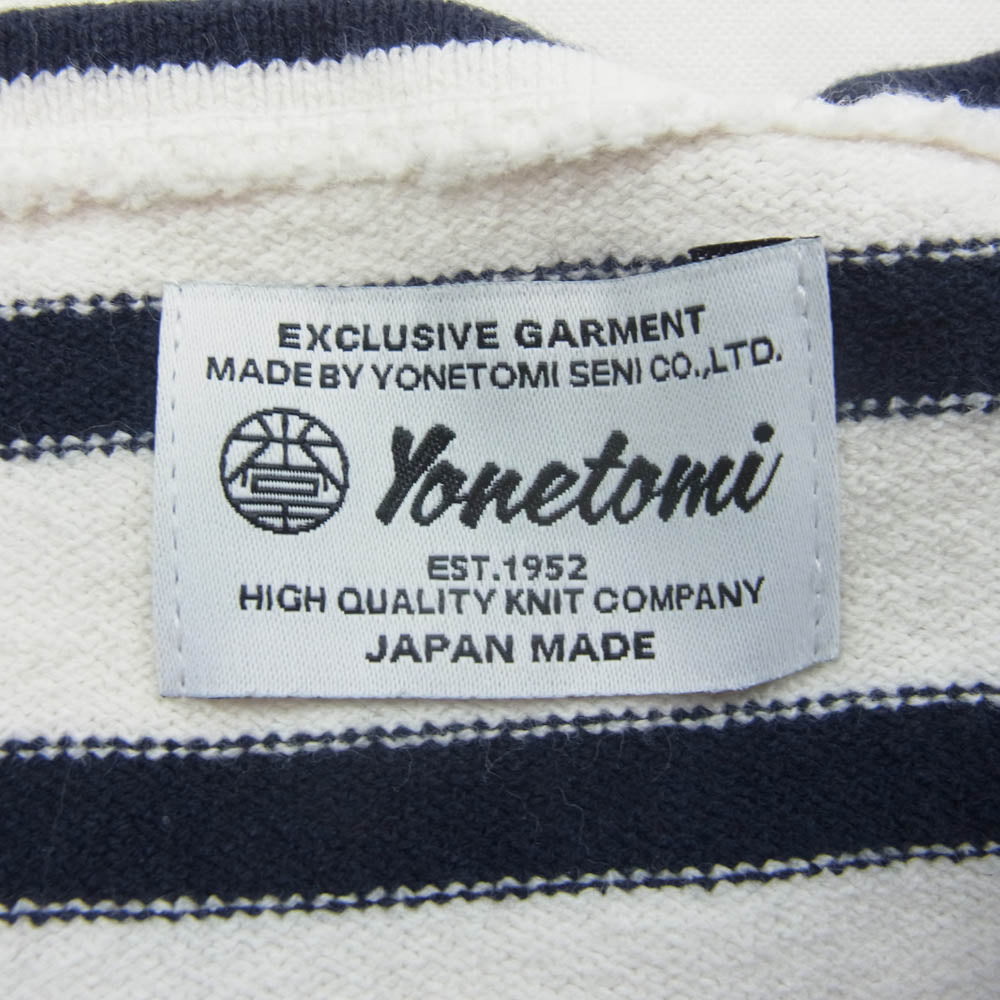 EXCLUSIVE GARMENT
MADE BY YONETOMI SENI CO.,LTD.
Yonetomi
EST.1952
HIGH QUALITY KNIT COMPANY
JAPAN MADE